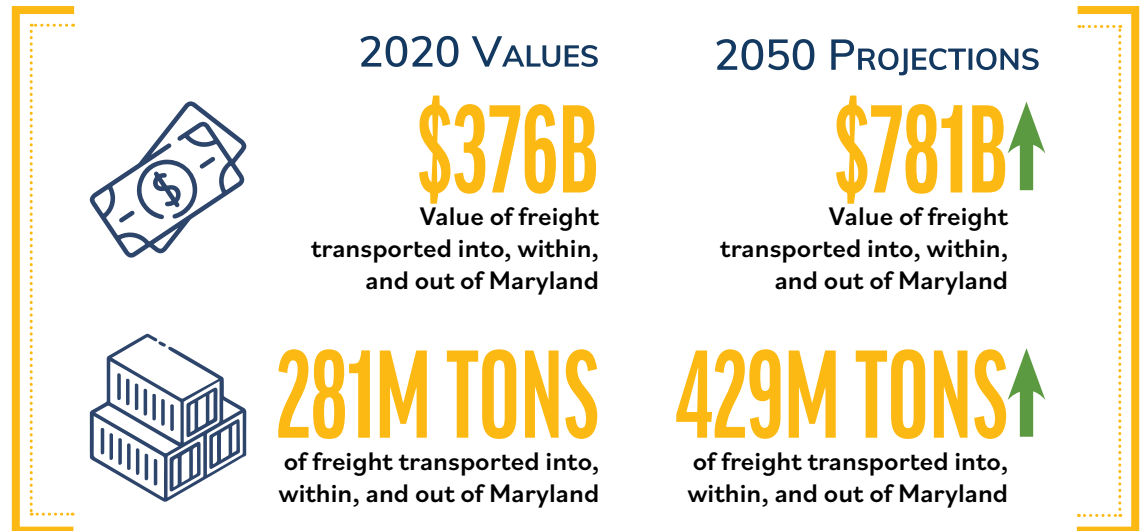 2020 VALUES
2050 PROJECTIONS
$
$376B
Value of freight
transported into, within,
and out of Maryland
$781B
Value of freight
transported into, within,
and out of Maryland
281M TONS
of freight transported into,
within, and out of Maryland
429M TONS
of freight transported into,
within, and out of Maryland